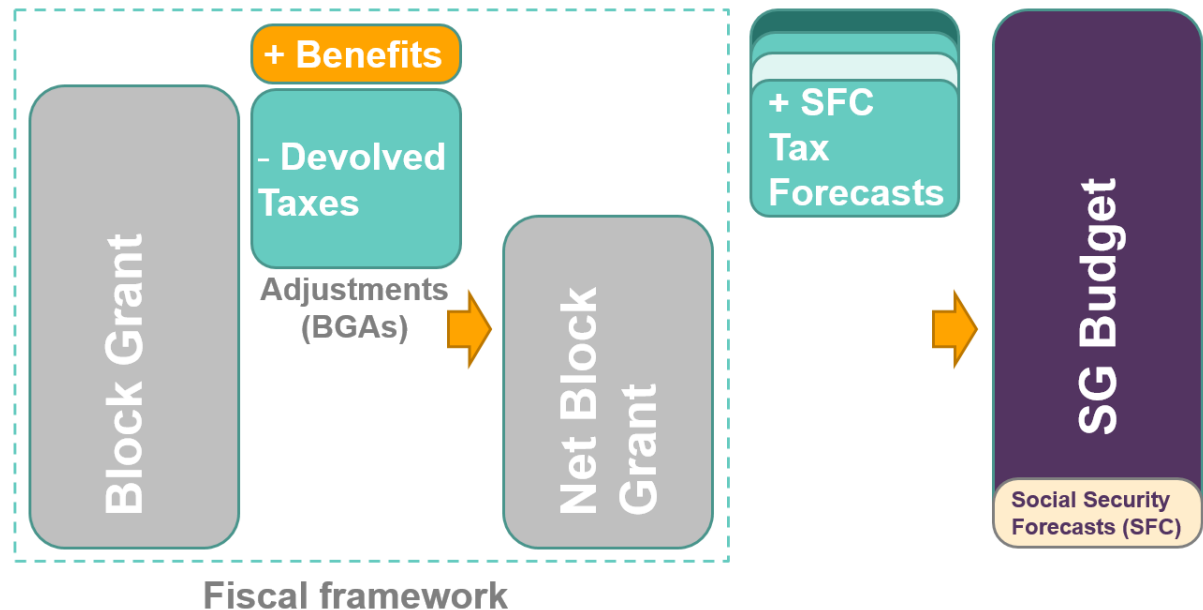 Block Grant
+ Benefits
- Devolved
Taxes
Adjustments
(BGAs)
Net Block
Grant
Fiscal framework
+ SFC
Tax
Forecasts
SG Budget
Social Security
Forecasts (SFC)